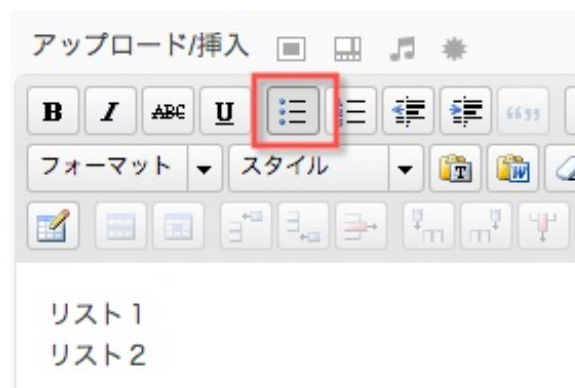 アップロード/挿入
B I ABC U
フォーマット スタイル
T W
リスト1
リスト2